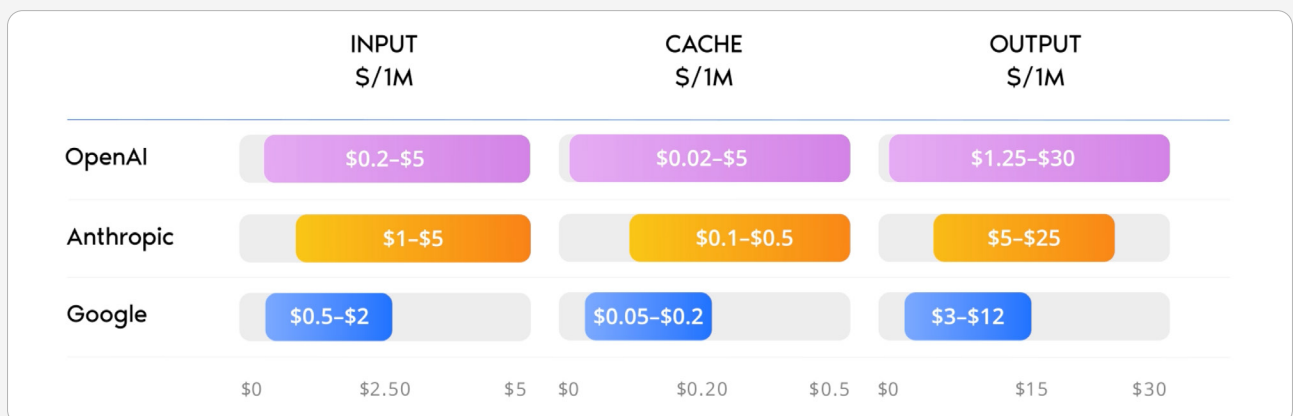 INPUT
$/1M
CACHE
$/1M
OUTPUT
$/1M
OpenAI $0.2–$5 $0.02–$5 $1.25–$30
Anthropic $1–$5 $0.1–$0.5 $5–$25
Google $0.5–$2 $0.05–$0.2 $3–$12
$0 $2.50 $5 $0 $0.20 $0.5 $0 $15 $30